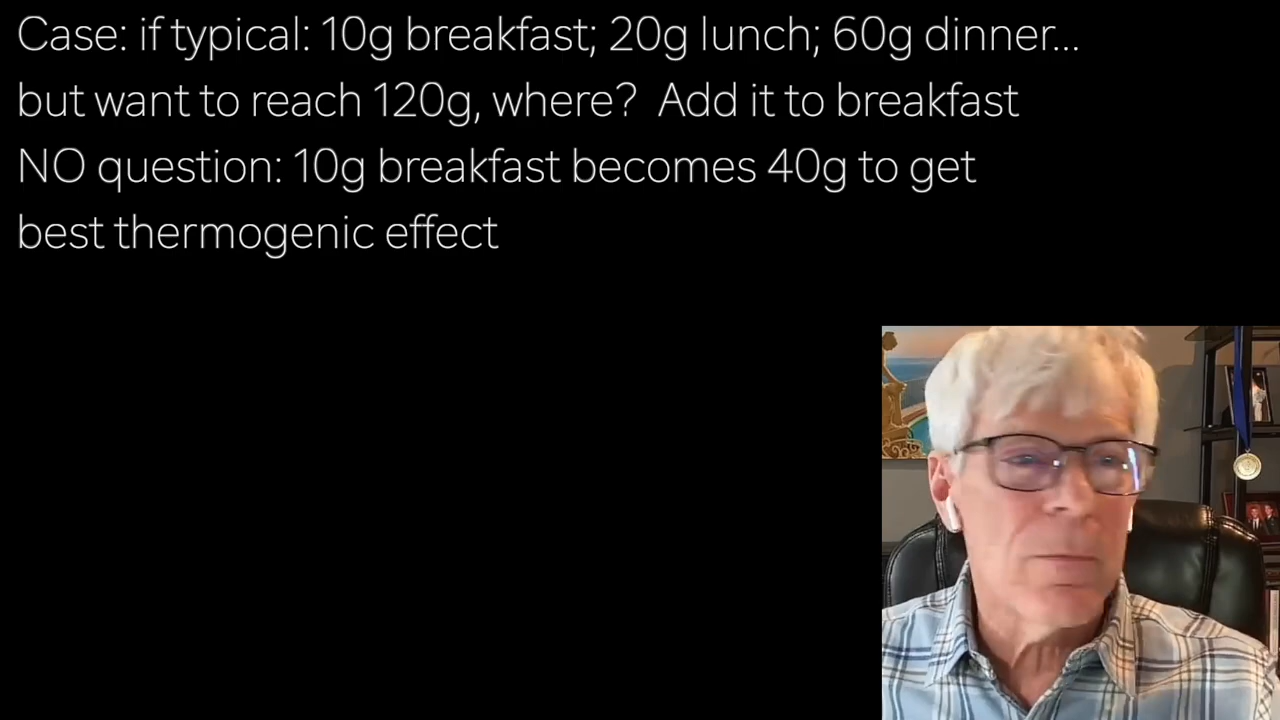 Case: if typical: 10g breakfast; 20g lunch; 60g dinner...
but want to reach 120g, where?  Add it to breakfast
NO question: 10g breakfast becomes 40g to get
best thermogenic effect